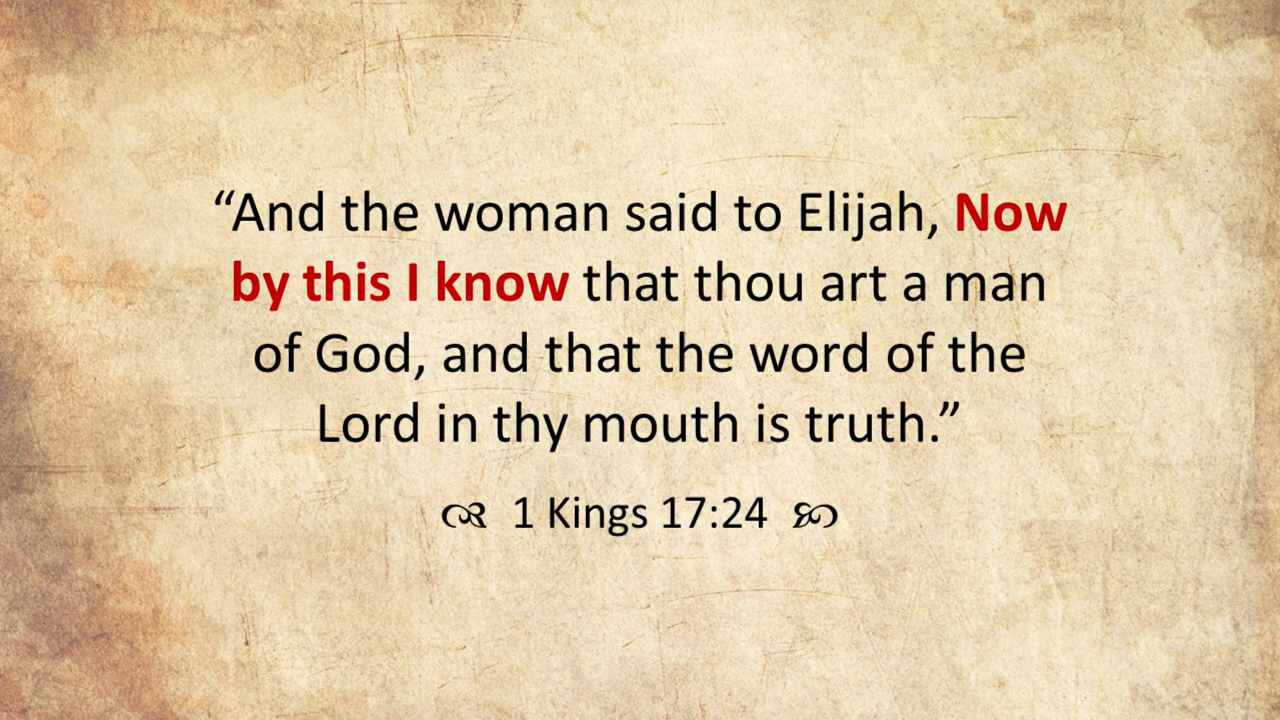 “And the woman said to Elijah, Now
by this I know that thou art a man
of God, and that the word of the
Lord in thy mouth is truth.”
1 Kings 17:24